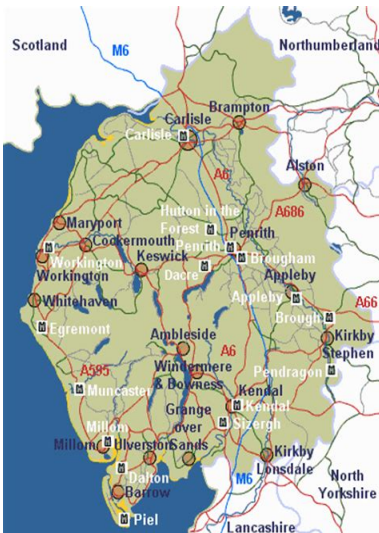 Scotland
M6
Northumberland
Brampton
Carlisle
Carlisle
Alston
A6
A686
Hutton in the
Forest
Maryport
Cockermouth
Penrith
Penrith
Workington
Workington
Keswick
Dacre
Brougham
Appleby
Appleby
A66
Whitehaven
Egremont
Brough
Ambleside
A6
Kirkby
Stephen
Windermere
& Bowness
Pendragon
A595
Muncaster
Kendal
Kendal
Grange
over
Sands
Sizergh
Millom
Millom
Ulverston
Kirkby
Lonsdale
Dalton
M6
North
Yorkshire
Barrow
Piel
Lancashire